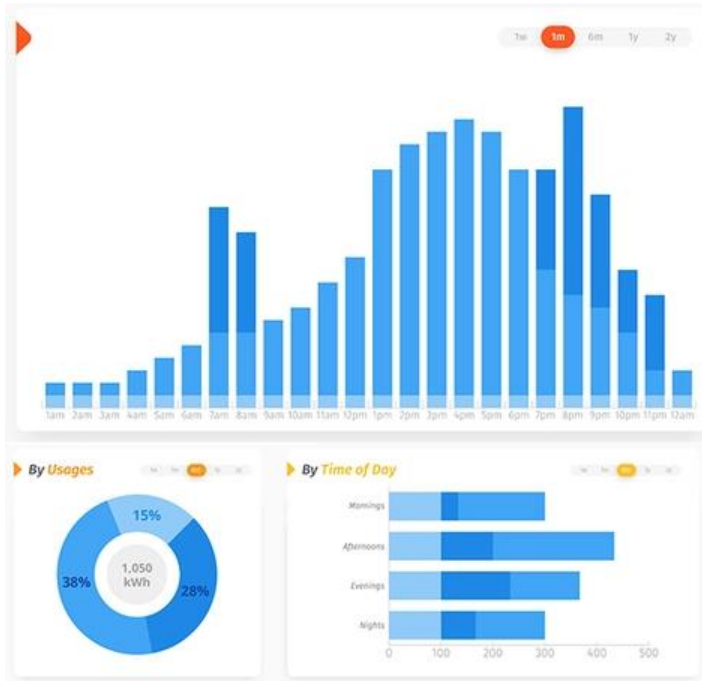 1w 1m 6m 1y 2y
1am 2am 3am 4am 5am 6am 7am 8am 9am 10am 11am 12pm 1pm 2pm 3pm 4pm 5pm 6pm 7pm 8pm 9pm 10pm 11pm 12am
By Usages
15%
1,050
kWh
38%
28%
By Time of Day
Mornings
Afternoons
Evenings
Nights
0 100 200 300 400 500